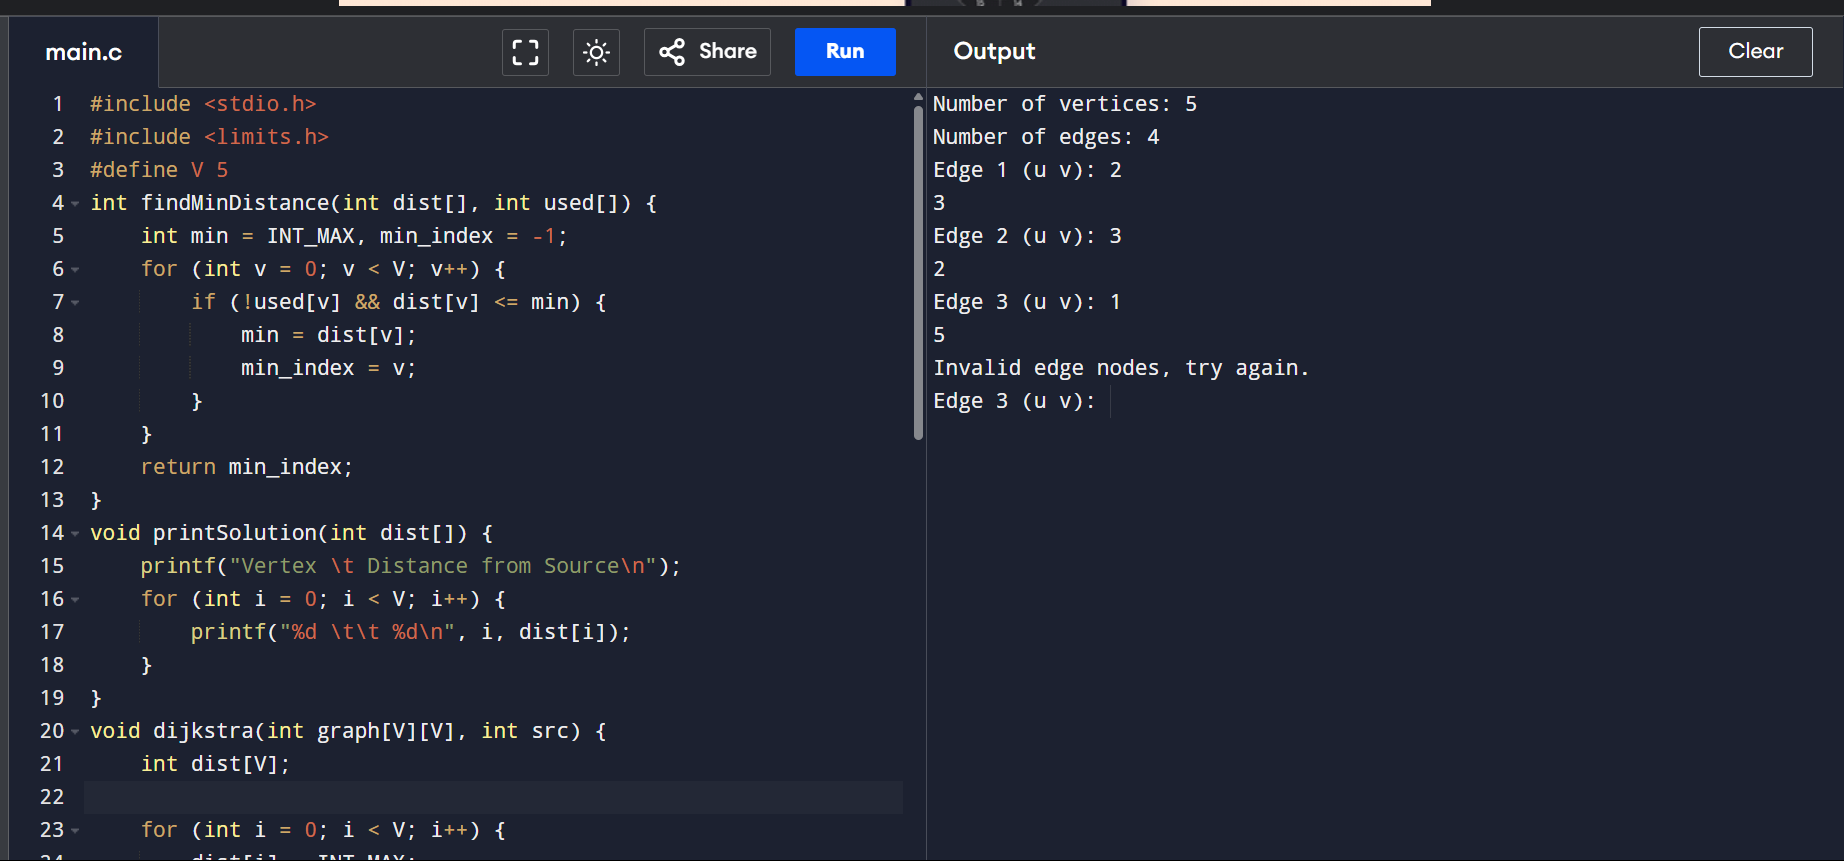 main.c
Share
Run
Output
Clear
1 #include <stdio.h>
2 #include <limits.h>
3 #define V 5
4 int findMinDistance(int dist[], int used[]) {
5     int min = INT_MAX, min_index = -1;
6     for (int v = 0; v < V; v++) {
7         if (!used[v] && dist[v] <= min) {
8             min = dist[v];
9             min_index = v;
10         }
11     }
12     return min_index;
13 }
14 void printSolution(int dist[]) {
15     printf("Vertex \t Distance from Source\n");
16     for (int i = 0; i < V; i++) {
17         printf("%d \t\t %d\n", i, dist[i]);
18     }
19 }
20 void dijkstra(int graph[V][V], int src) {
21     int dist[V];
22
23     for (int i = 0; i < V; i++) {
Number of vertices: 5
Number of edges: 4
Edge 1 (u v): 2
3
Edge 2 (u v): 3
2
Edge 3 (u v): 1
5
Invalid edge nodes, try again.
Edge 3 (u v):